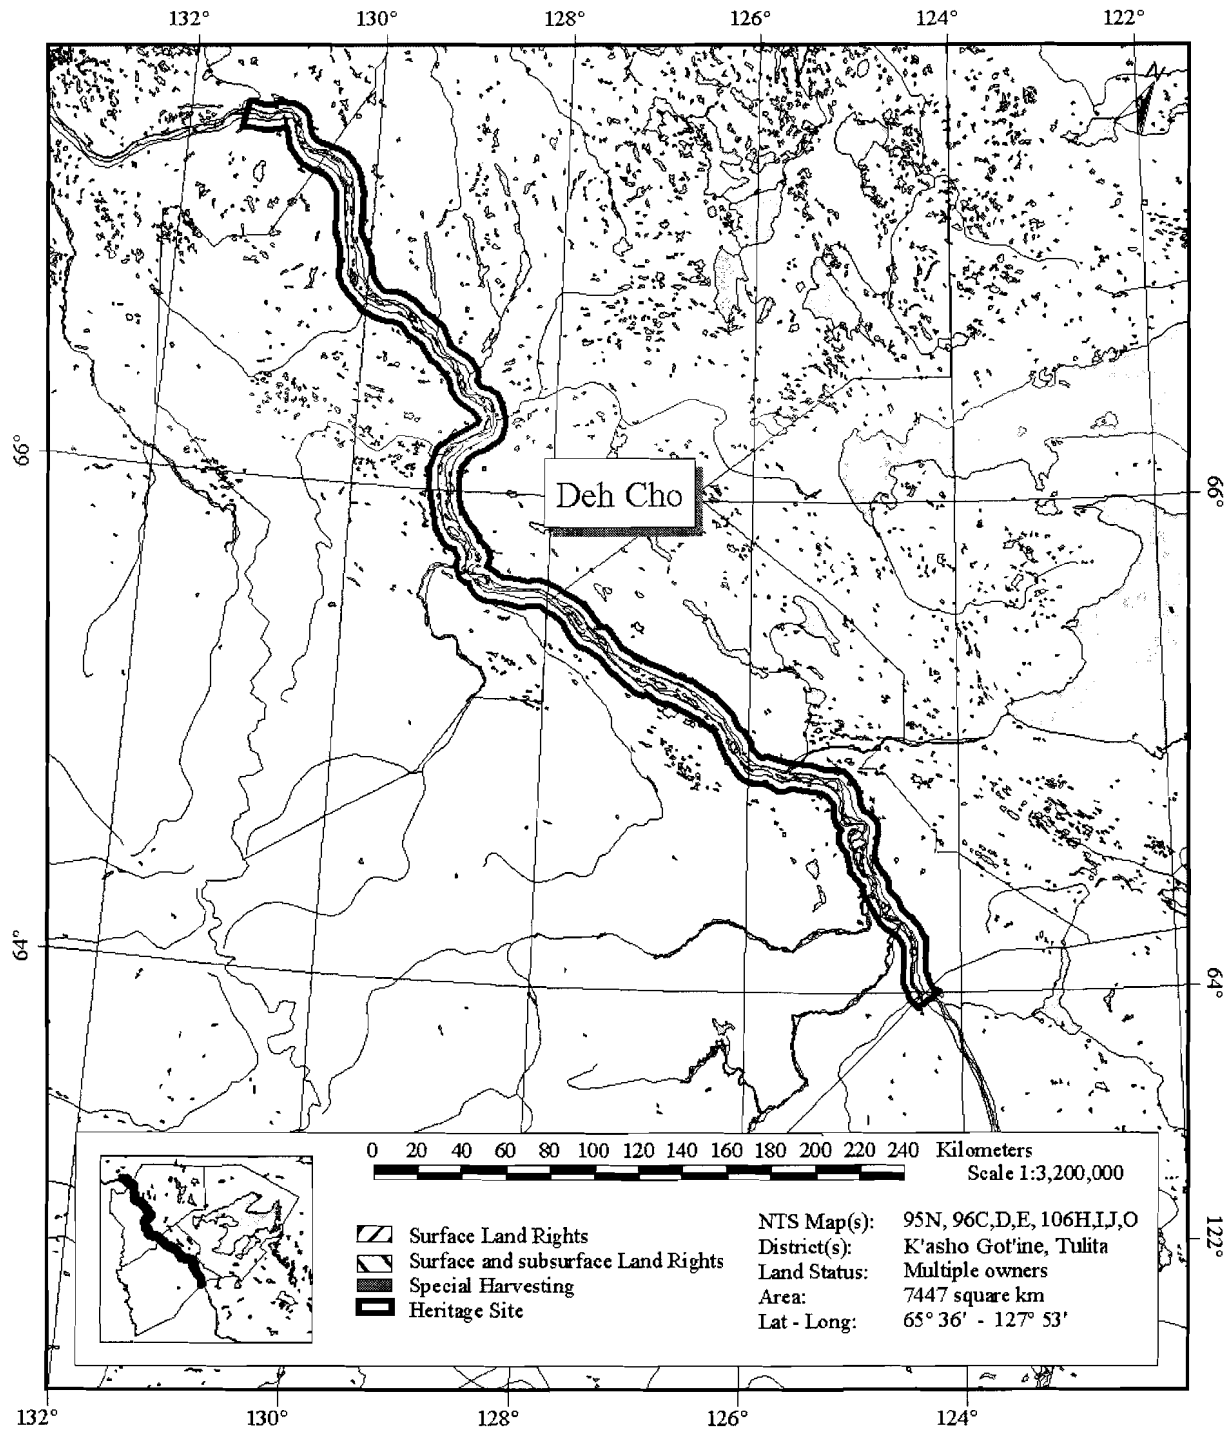 132° 130° 128° 126° 124° 122°
N
66° 66°
Deh Cho
64° 64°
0 20 40 60 80 100 120 140 160 180 200 220 240 Kilometers
Scale 1:3,200,000
Surface Land Rights
Surface and subsurface Land Rights
Special Harvesting
Heritage Site
NTS Map(s): 95N, 96C,D,E, 106H,I,J,O
District(s): K'asho Got'ine, Tulita
Land Status: Multiple owners
Area: 7447 square km
Lat - Long: 65° 36' - 127° 53'
122°
132° 130° 128° 126° 124°